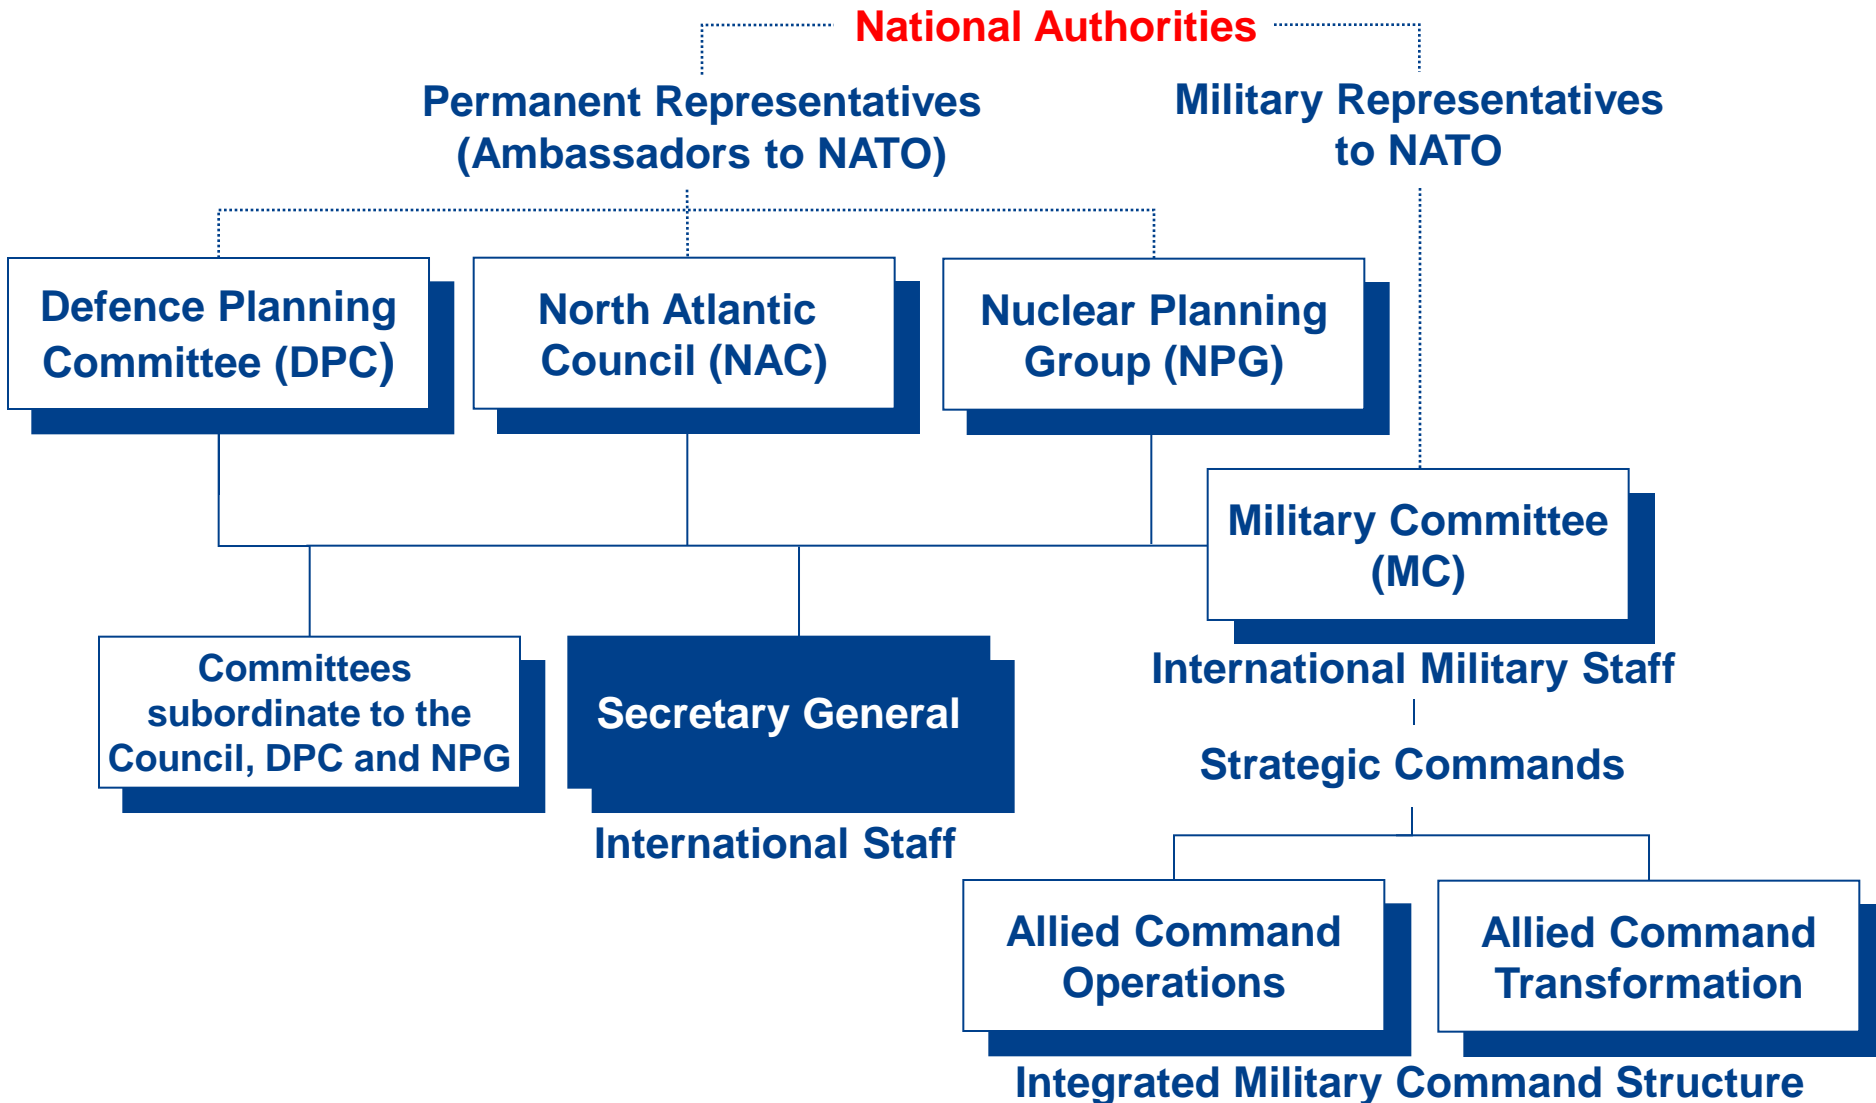 National Authorities
Permanent Representatives
(Ambassadors to NATO)
Military Representatives
to NATO
Defence Planning
Committee (DPC)
North Atlantic
Council (NAC)
Nuclear Planning
Group (NPG)
Military Committee
(MC)
International Military Staff
Committees
subordinate to the
Council, DPC and NPG
Secretary General
International Staff
Strategic Commands
Allied Command
Operations
Allied Command
Transformation
Integrated Military Command Structure